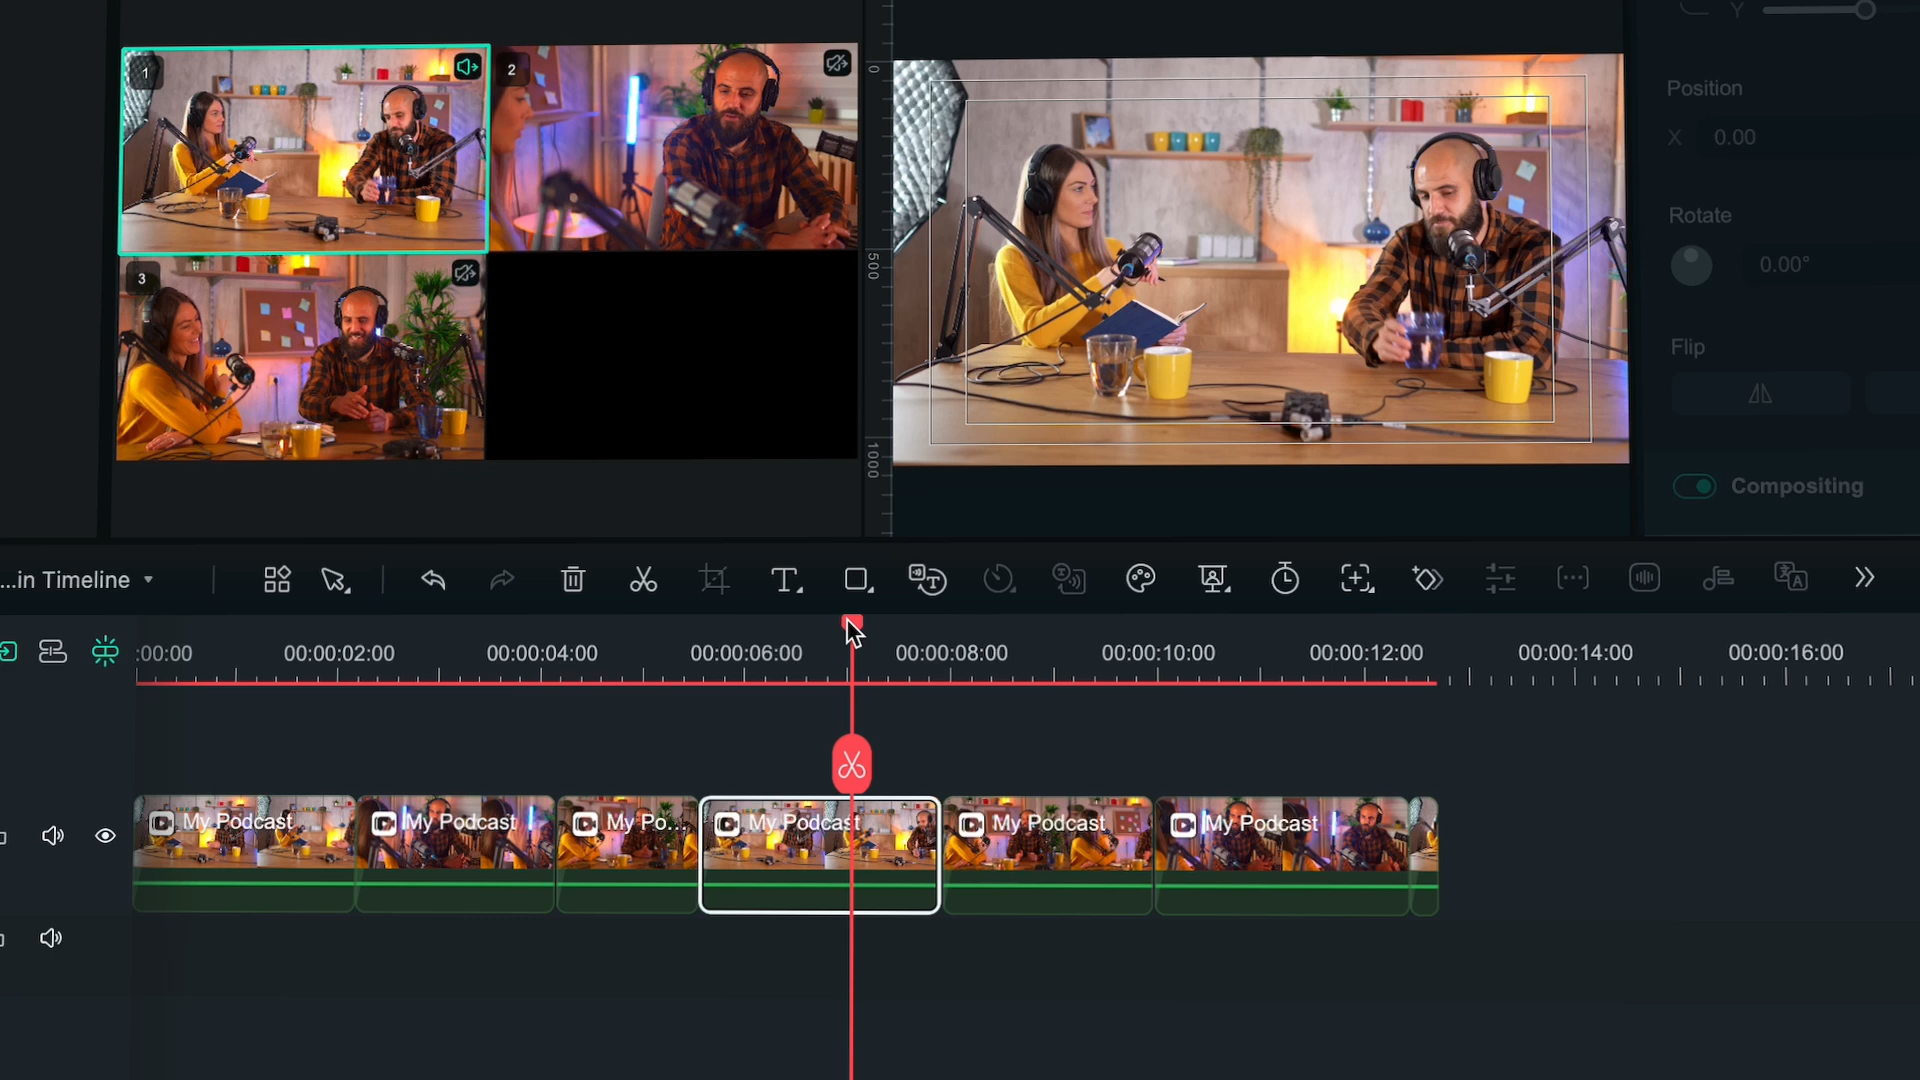 1
2
3
0
500
1000
Y
Position
X 0.00
Rotate
0.00°
Flip
Compositing
...in Timeline
:00:00 00:00:02:00 00:00:04:00 00:00:06:00 00:00:08:00 00:00:10:00 00:00:12:00 00:00:14:00 00:00:16:00
My Podcast My Podcast My Po... My Podcast My Podcast My Podcast